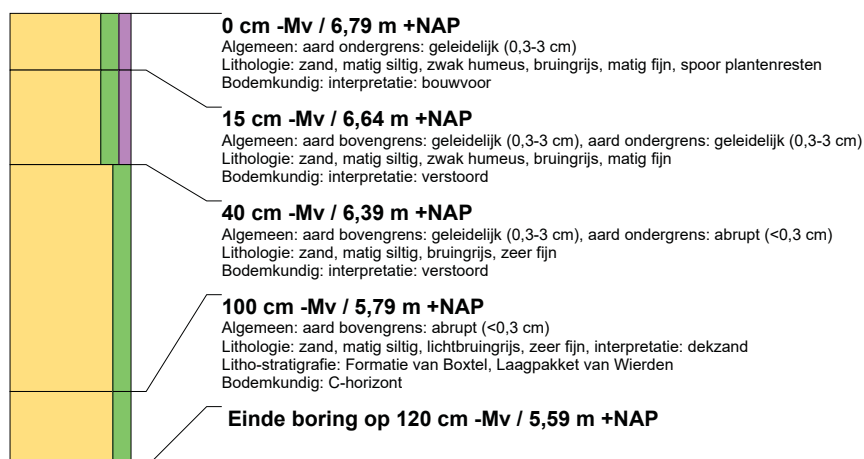 0 cm -Mv / 6,79 m +NAP
Algemeen: aard ondergrens: geleidelijk (0,3-3 cm)
Lithologie: zand, matig siltig, zwak humeus, bruingrijs, matig fijn, spoor plantenresten
Bodemkundig: interpretatie: bouwvoor
15 cm -Mv / 6,64 m +NAP
Algemeen: aard bovengrens: geleidelijk (0,3-3 cm), aard ondergrens: geleidelijk (0,3-3 cm)
Lithologie: zand, matig siltig, zwak humeus, bruingrijs, matig fijn
Bodemkundig: interpretatie: verstoord
40 cm -Mv / 6,39 m +NAP
Algemeen: aard bovengrens: geleidelijk (0,3-3 cm), aard ondergrens: abrupt (<0,3 cm)
Lithologie: zand, matig siltig, bruingrijs, zeer fijn
Bodemkundig: interpretatie: verstoord
100 cm -Mv / 5,79 m +NAP
Algemeen: aard bovengrens: abrupt (<0,3 cm)
Lithologie: zand, matig siltig, lichtbruingrijs, zeer fijn, interpretatie: dekzand
Litho-stratigrafie: Formatie van Boxtel, Laagpakket van Wierden
Bodemkundig: C-horizont
Einde boring op 120 cm -Mv / 5,59 m +NAP